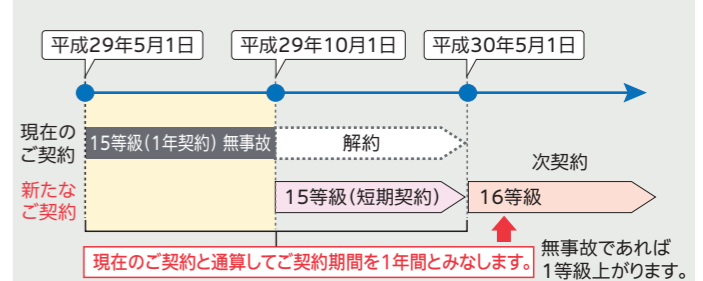 平成29年5月1日
平成29年10月1日
平成30年5月1日
現在の
ご契約
15等級(1年契約) 無事故
解約
次契約
新たな
ご契約
15等級(短期契約)
16等級
現在のご契約と通算してご契約期間を1年間とみなします。
無事故であれば
1等級上がります。